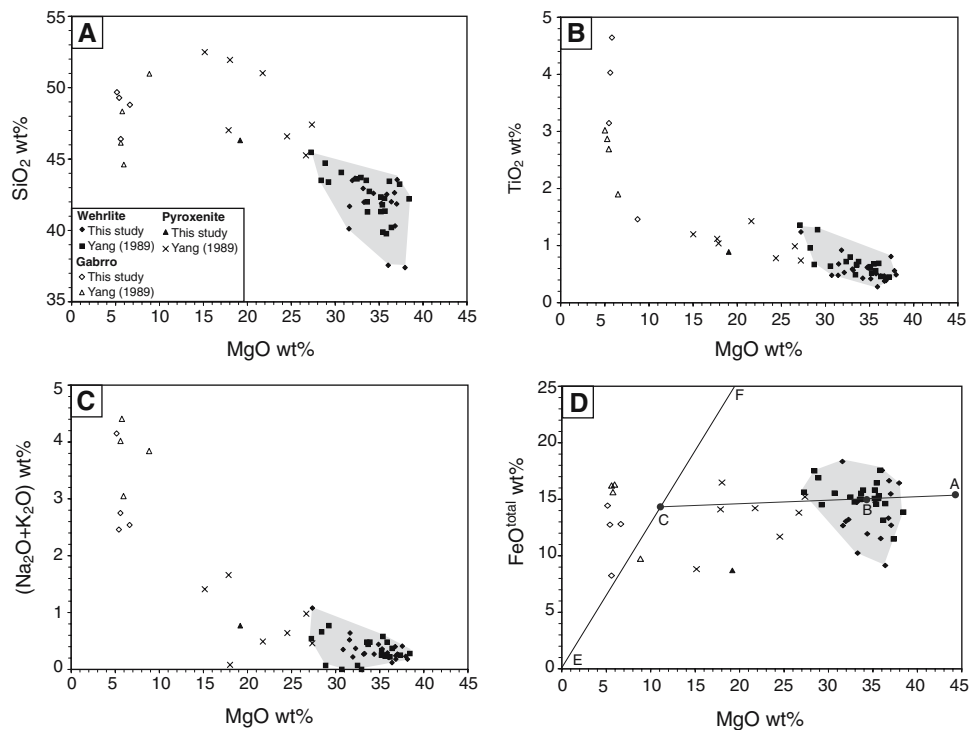 A
SiO2 wt%
55
50
45
40
35
0 5 10 15 20 25 30 35 40 45
MgO wt%
Wehrlite Pyroxenite
This study This study
Yang (1989) Yang (1989)
Gabrro
This study
Yang (1989)
B
TiO2 wt%
5
4
3
2
1
0
0 5 10 15 20 25 30 35 40 45
MgO wt%
C
(Na2O+K2O) wt%
5
4
3
2
1
0
0 5 10 15 20 25 30 35 40 45
MgO wt%
D
FeOtotal wt%
25
20
15
10
5
0
F
A
B
C
E
0 5 10 15 20 25 30 35 40 45
MgO wt%